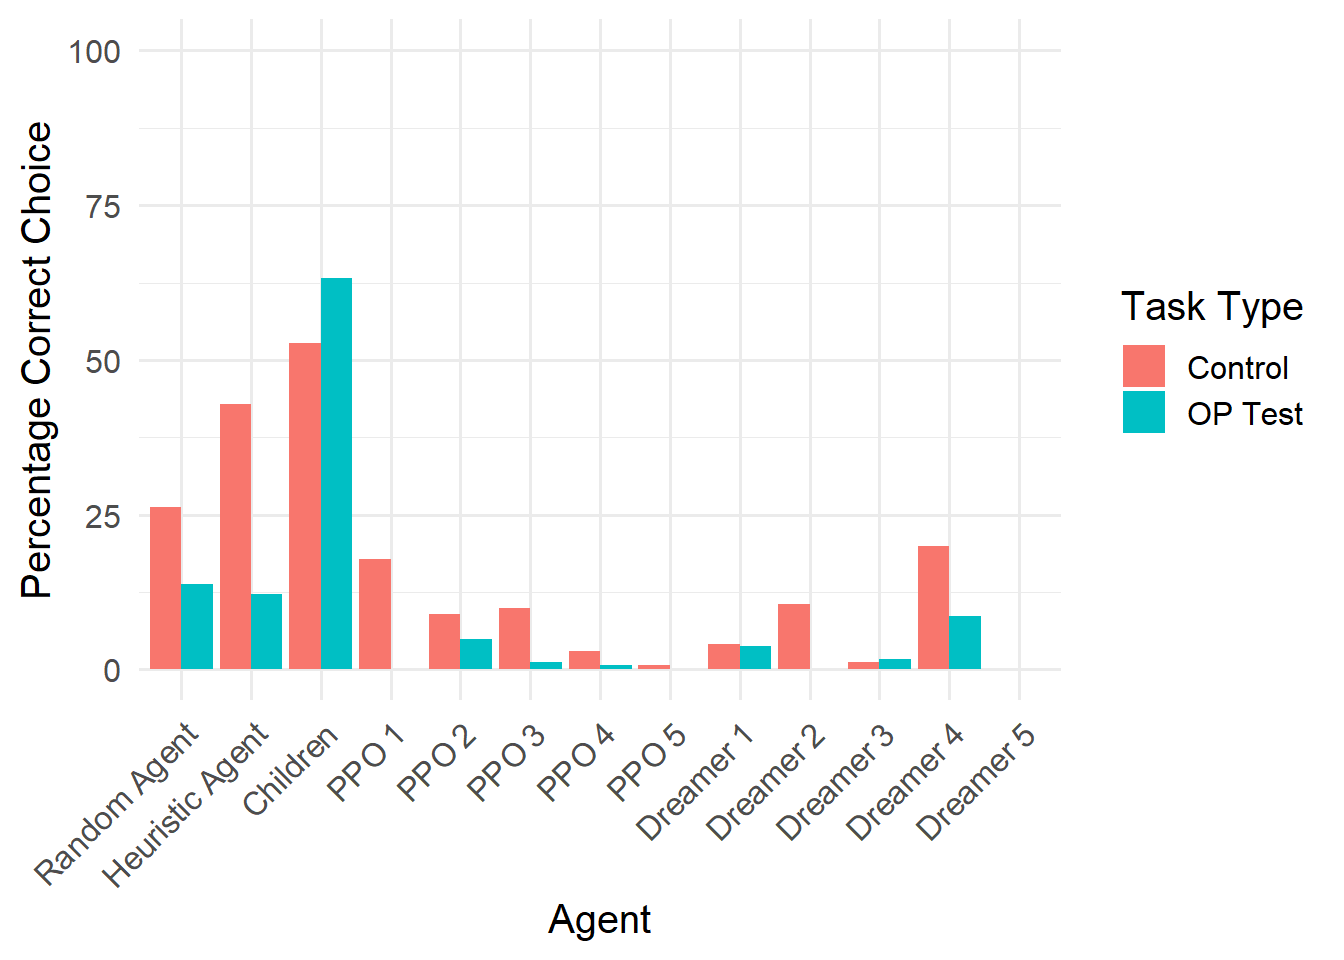 100
75
50
25
0
Percentage Correct Choice
Random Agent
Heuristic Agent
Children
PPO 1
PPO 2
PPO 3
PPO 4
PPO 5
Dreamer 1
Dreamer 2
Dreamer 3
Dreamer 4
Dreamer 5
Agent
Task Type
Control
OP Test